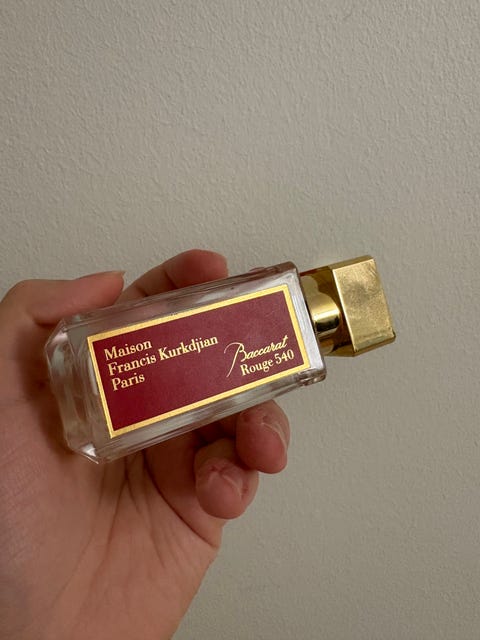 Maison
Francis Kurkdjian
Paris
Baccarat
Rouge 540